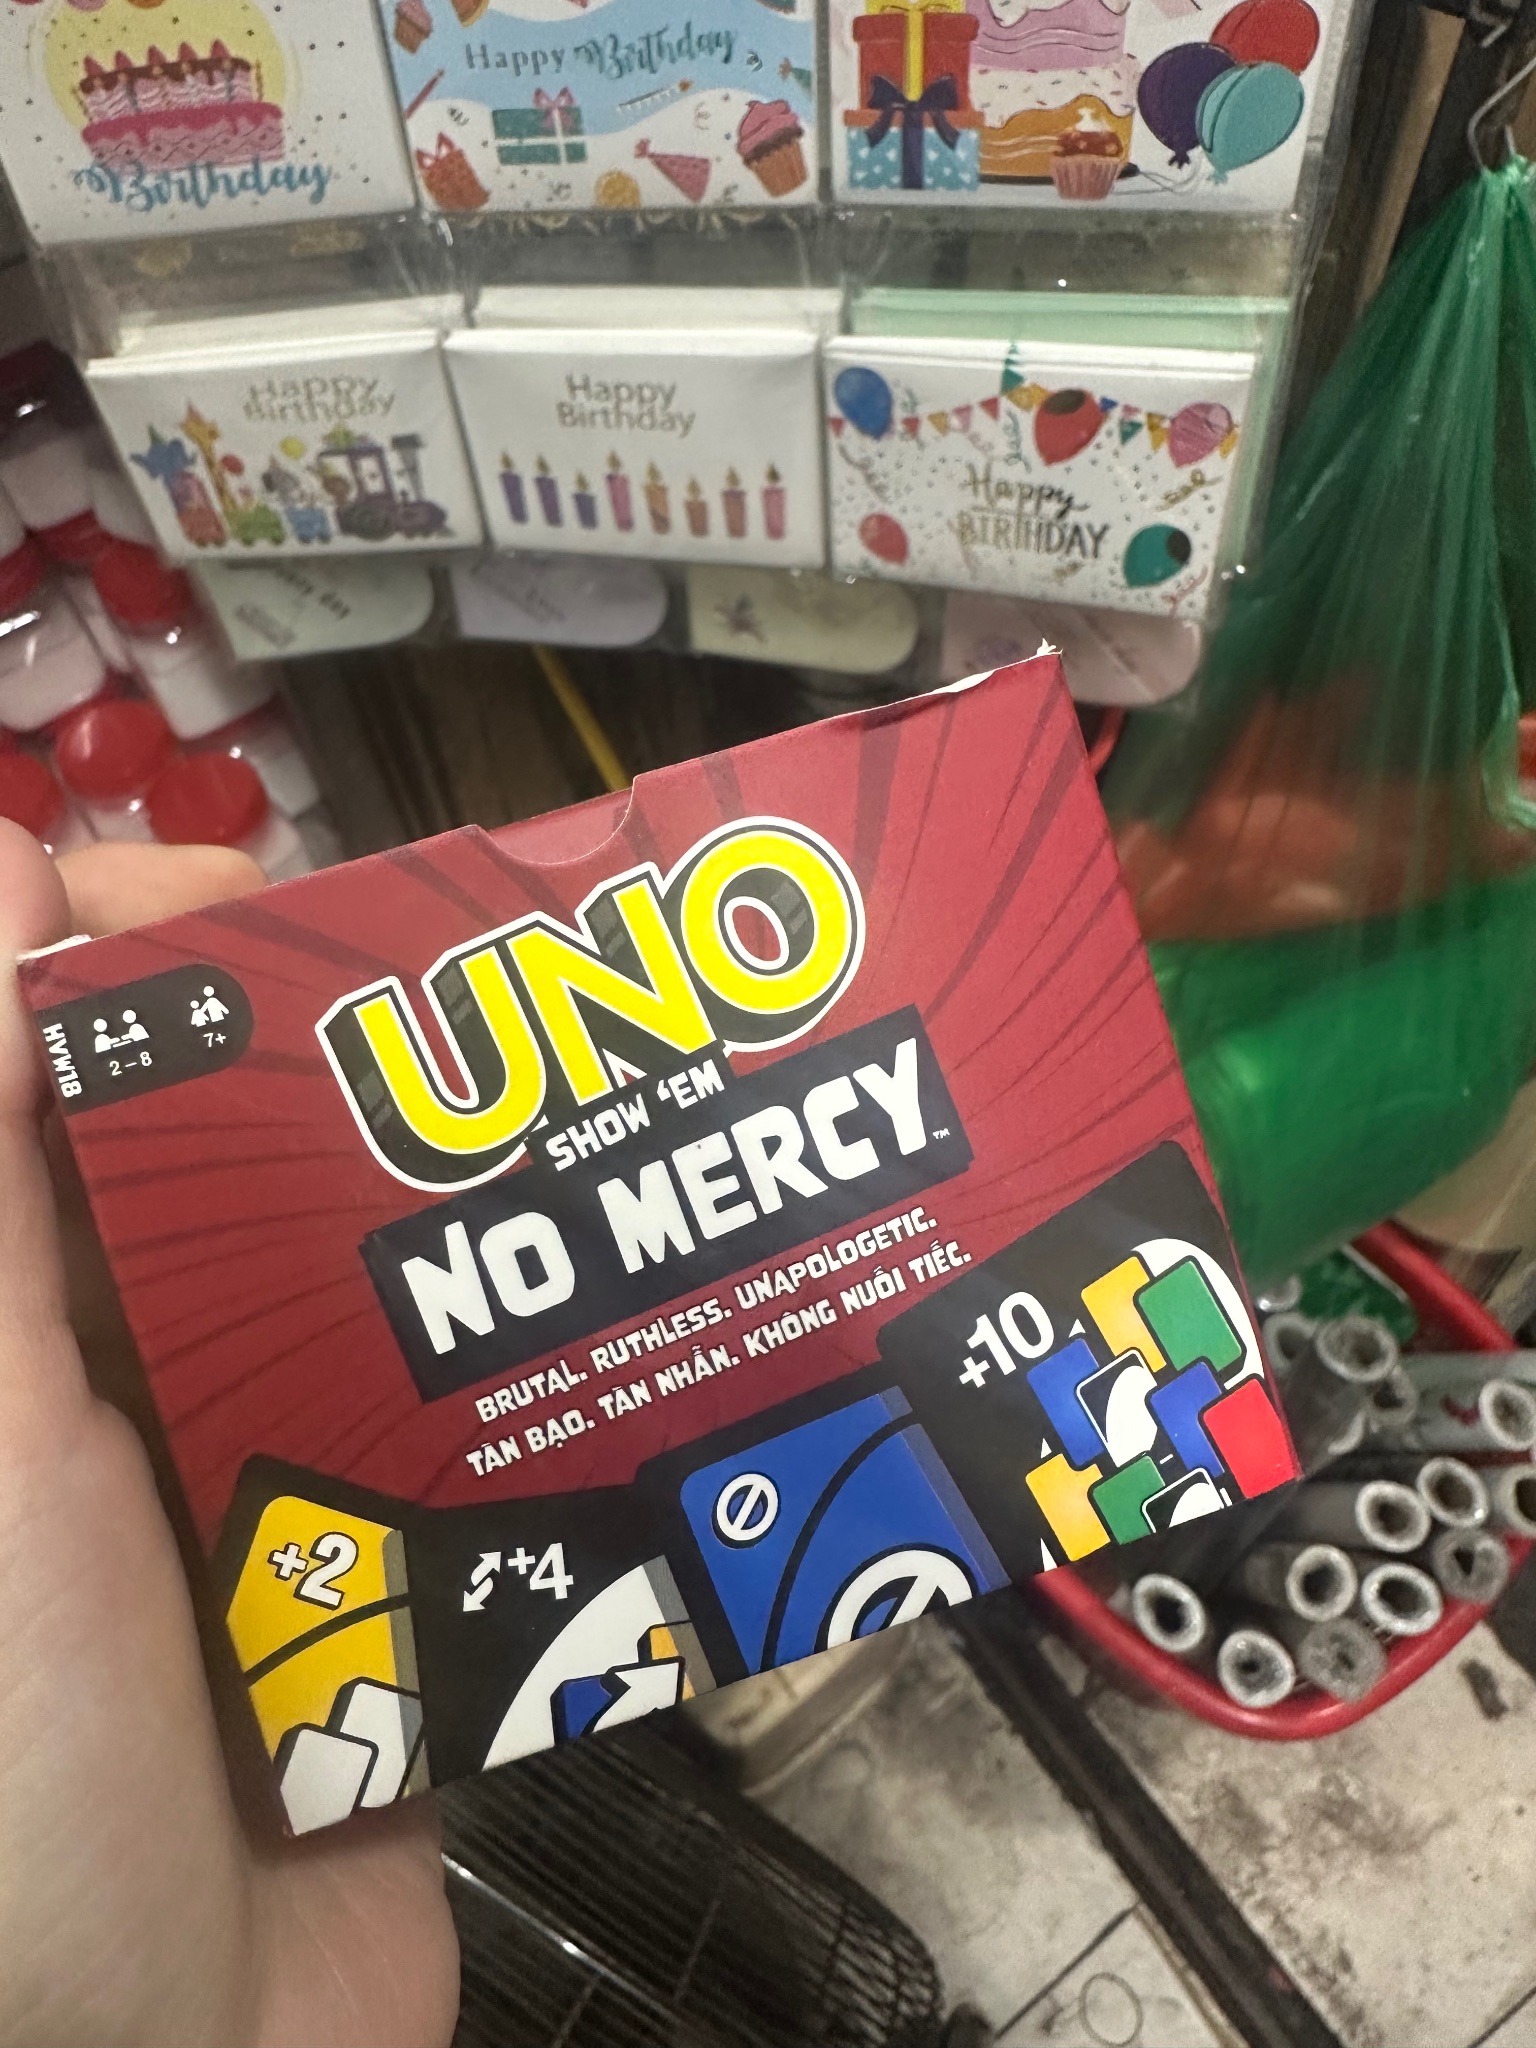 Birthday
Happy Birthday
Happy
Birthday
Happy
Birthday
Happy
BIRTHDAY
HVW18
2-8
7+
UNO
SHOW 'EM
NO MERCY™
BRUTAL. RUTHLESS. UNAPOLOGETIC.
TÀN BẠO. TÀN NHẪN. KHÔNG NUỐI TIẾC.
+2
+4
+10